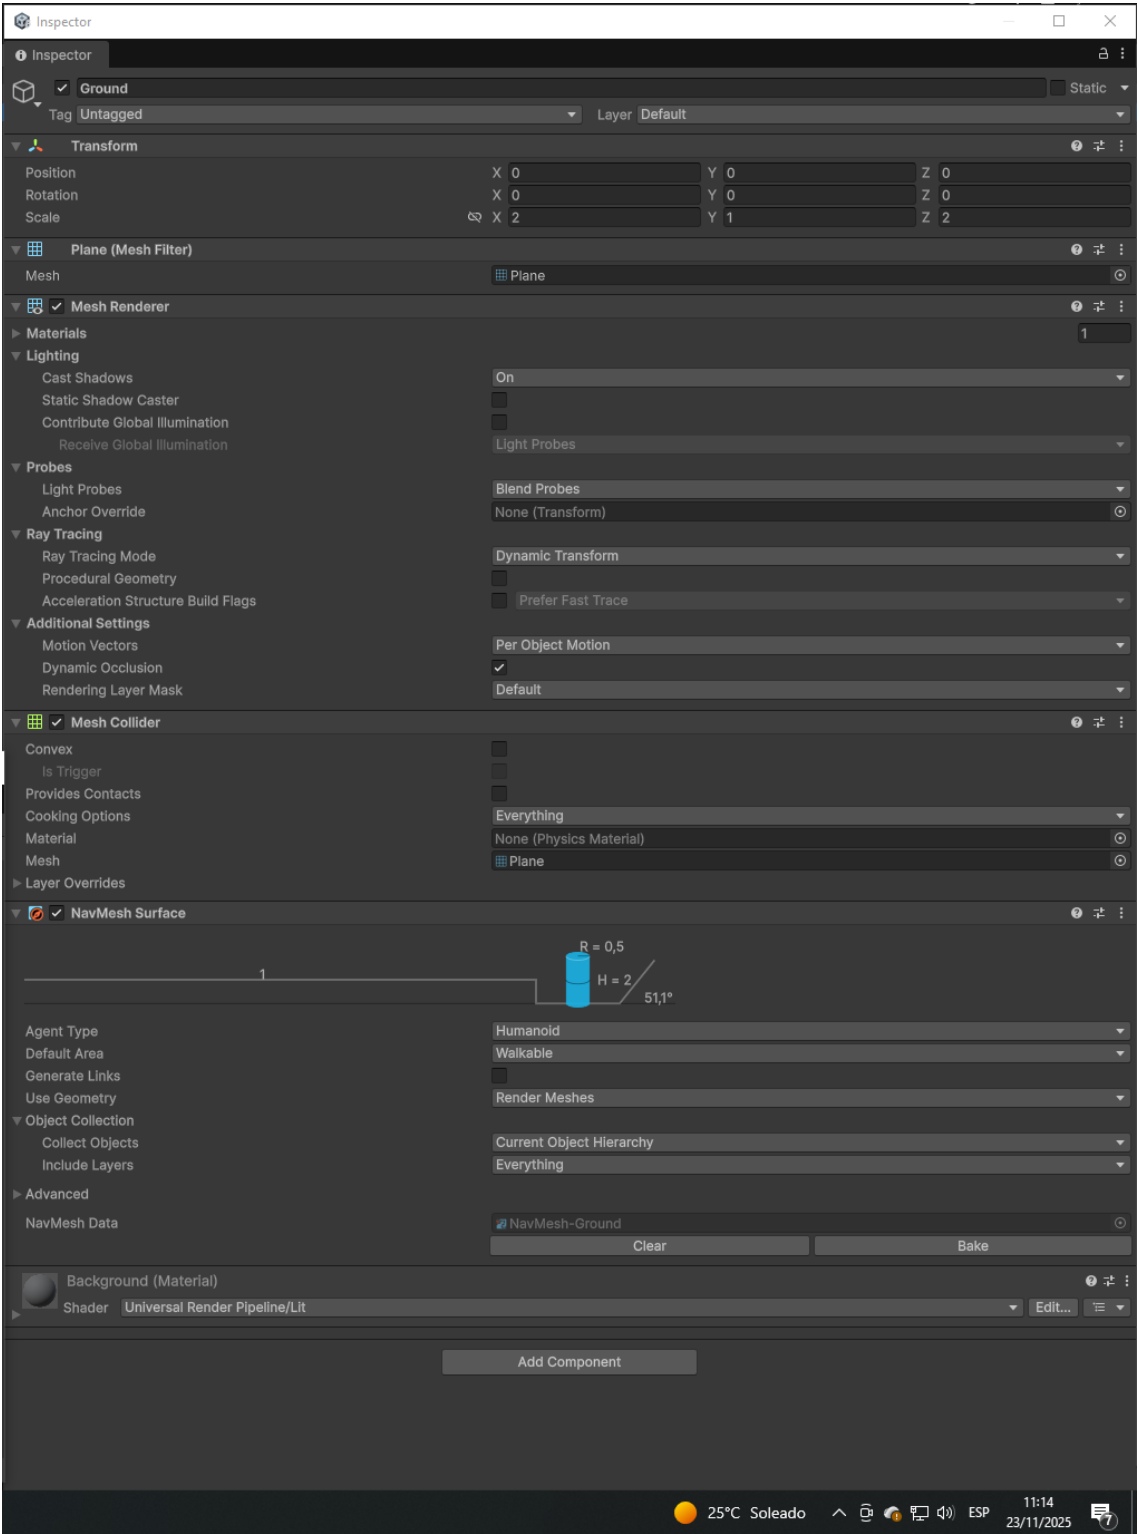 Inspector
Inspector
Ground
Static
Tag Untagged Layer Default
Transform
Position X 0 Y 0 Z 0
Rotation X 0 Y 0 Z 0
Scale X 2 Y 1 Z 2
Plane (Mesh Filter)
Mesh Plane
Mesh Renderer
Materials 1
Lighting
Cast Shadows On
Static Shadow Caster
Contribute Global Illumination
Receive Global Illumination Light Probes
Probes
Light Probes Blend Probes
Anchor Override None (Transform)
Ray Tracing
Ray Tracing Mode Dynamic Transform
Procedural Geometry
Acceleration Structure Build Flags Prefer Fast Trace
Additional Settings
Motion Vectors Per Object Motion
Dynamic Occlusion
Rendering Layer Mask Default
Mesh Collider
Convex
Is Trigger
Provides Contacts
Cooking Options Everything
Material None (Physics Material)
Mesh Plane
Layer Overrides
NavMesh Surface
R = 0,5
1 H = 2
51,1°
Agent Type Humanoid
Default Area Walkable
Generate Links
Use Geometry Render Meshes
Object Collection
Collect Objects Current Object Hierarchy
Include Layers Everything
Advanced
NavMesh Data NavMesh-Ground
Clear Bake
Background (Material)
Shader Universal Render Pipeline/Lit Edit...
Add Component
25°C Soleado ESP 11:14
23/11/2025 7